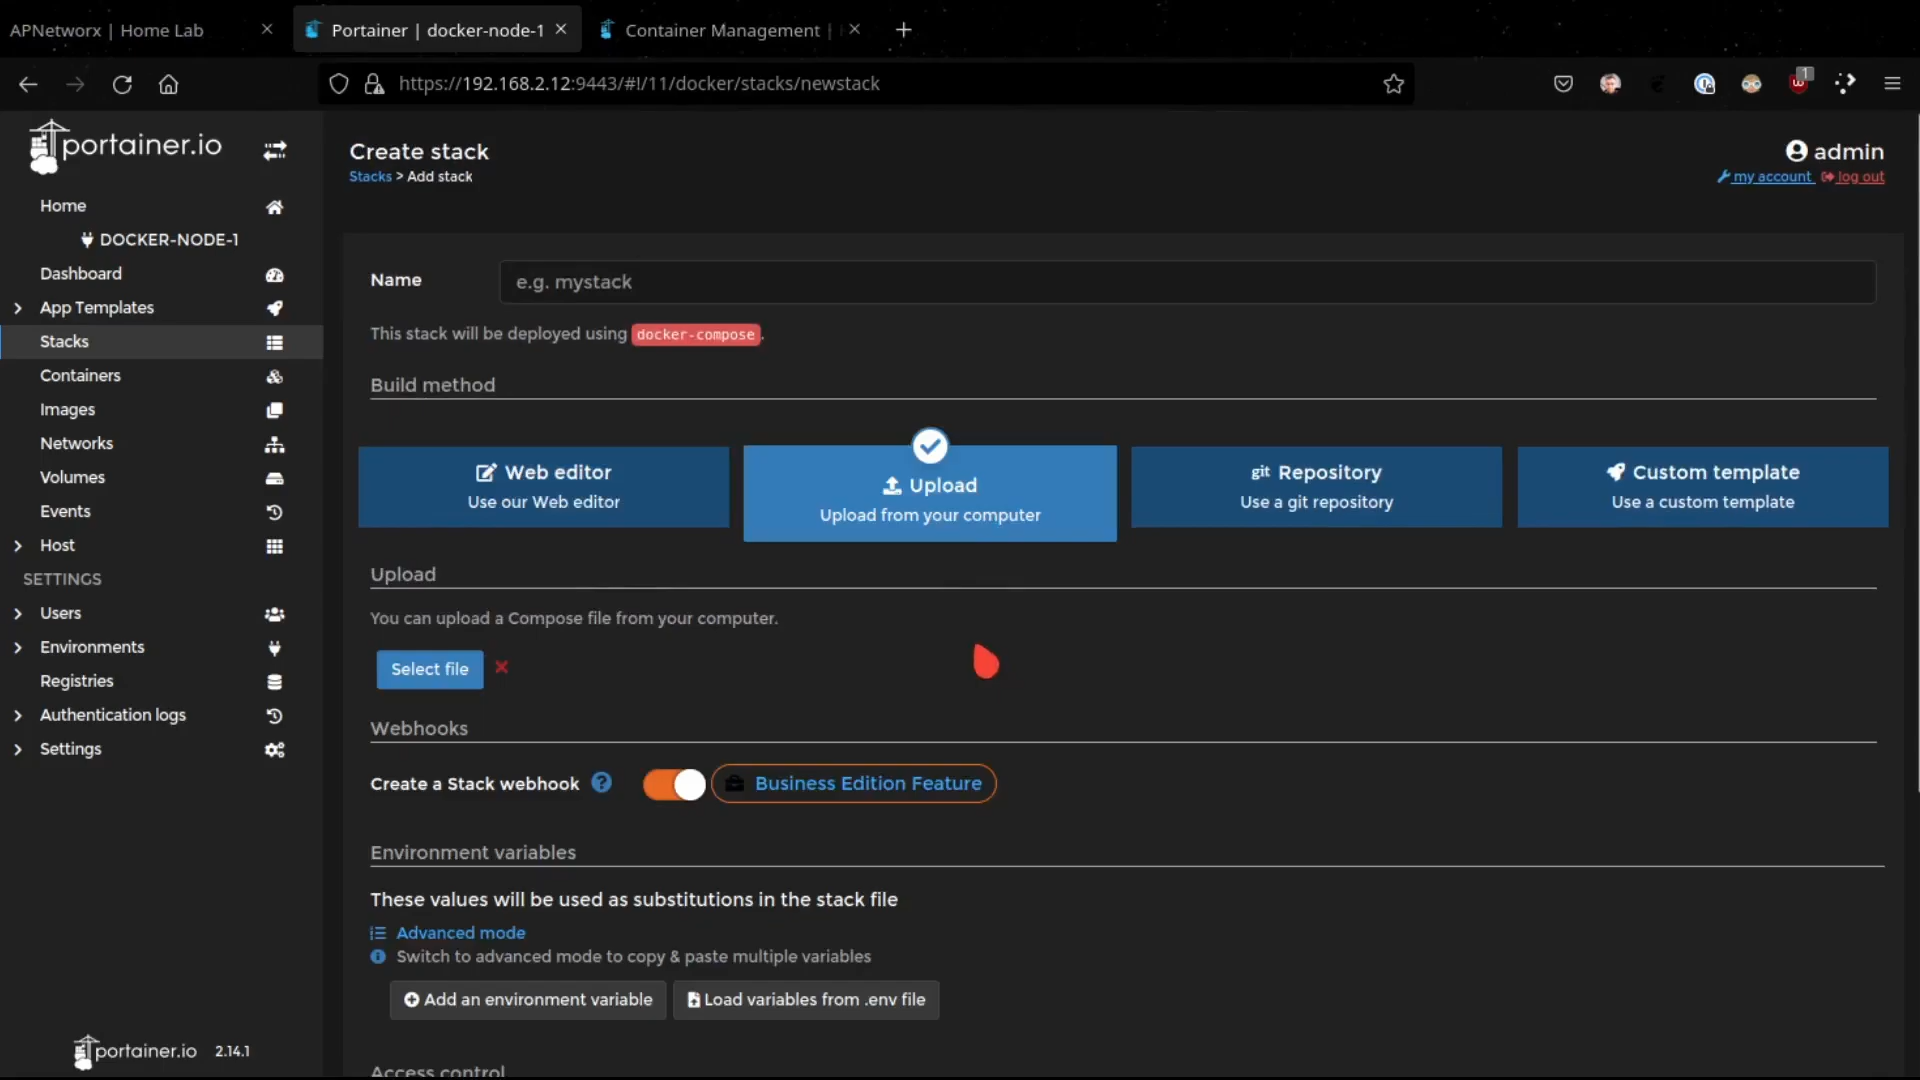 APNetworx | Home Lab
Portainer | docker-node-1
Container Management |
https://192.168.2.12:9443/#!/11/docker/stacks/newstack
1
portainer.io
Home
DOCKER-NODE-1
Dashboard
App Templates
Stacks
Containers
Images
Networks
Volumes
Events
Host
SETTINGS
Users
Environments
Registries
Authentication logs
Settings
portainer.io 2.14.1
Create stack
Stacks > Add stack
admin
my account log out
Name
e.g. mystack
This stack will be deployed using docker-compose.
Build method
Web editor
Use our Web editor
Upload
Upload from your computer
git Repository
Use a git repository
Custom template
Use a custom template
Upload
You can upload a Compose file from your computer.
Select file
Webhooks
Create a Stack webhook
Business Edition Feature
Environment variables
These values will be used as substitutions in the stack file
Advanced mode
Switch to advanced mode to copy & paste multiple variables
Add an environment variable
Load variables from .env file
Access control